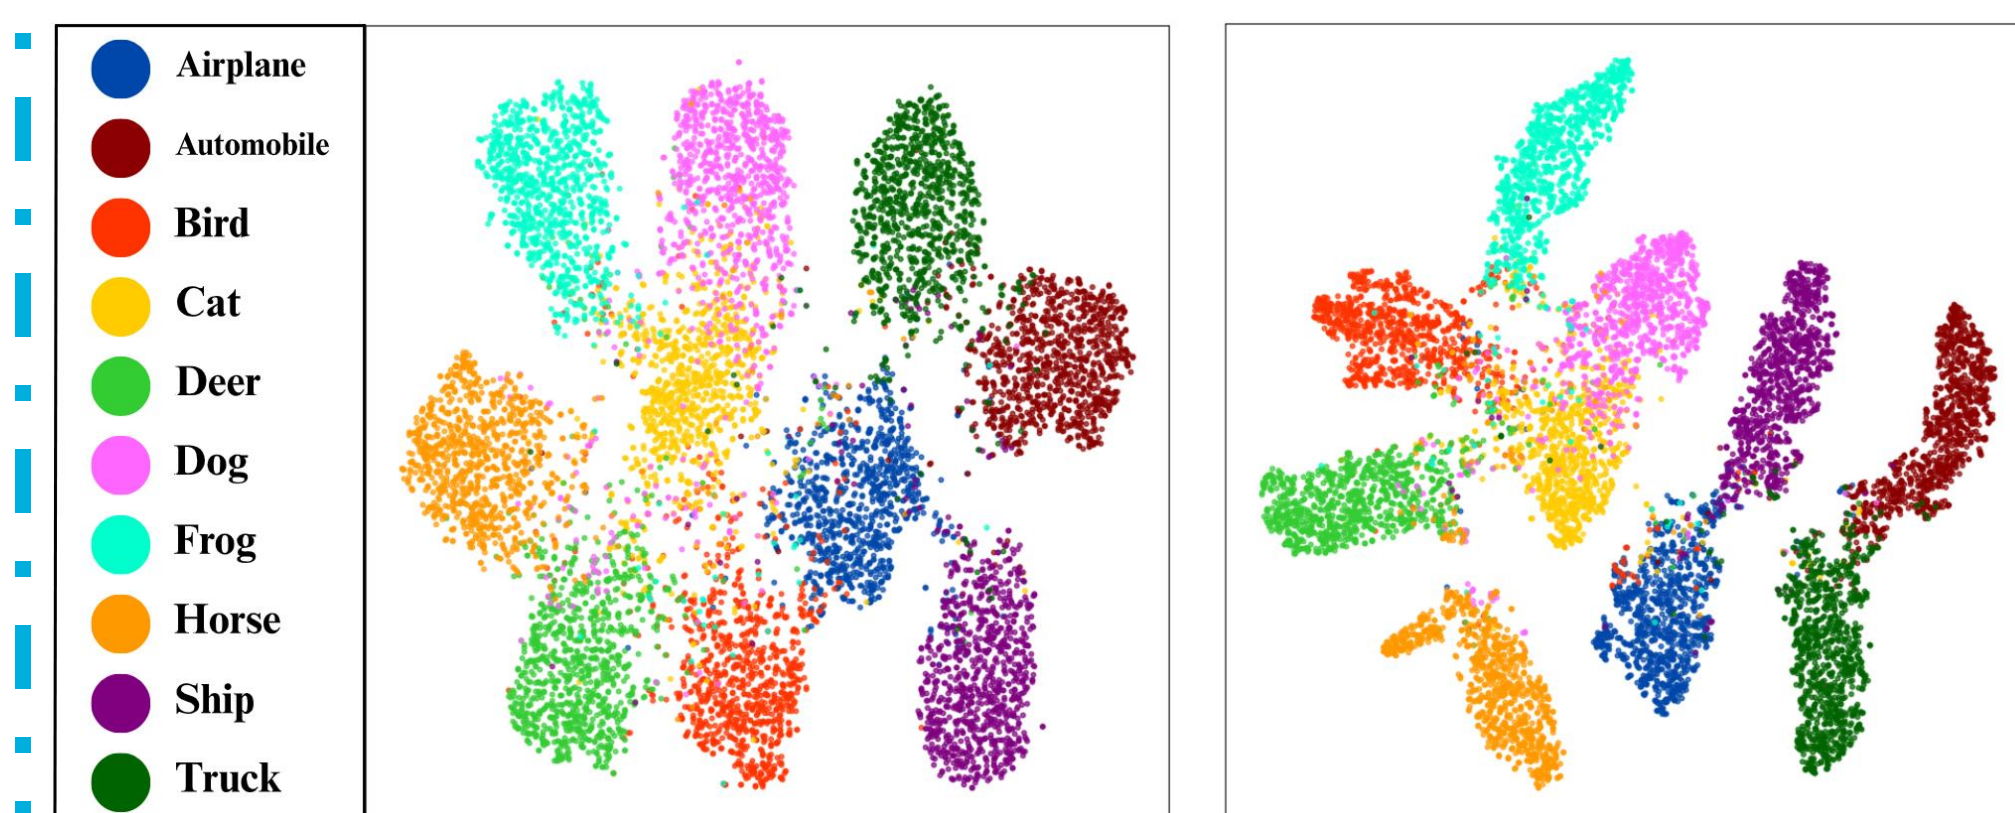 Airplane
Automobile
Bird
Cat
Deer
Dog
Frog
Horse
Ship
Truck